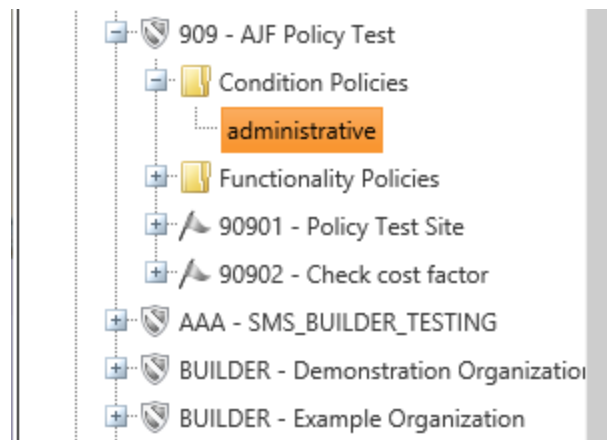 909 - AJF Policy Test
Condition Policies
administrative
Functionality Policies
90901 - Policy Test Site
90902 - Check cost factor
AAA - SMS_BUILDER_TESTING
BUILDER - Demonstration Organizatio
BUILDER - Example Organization